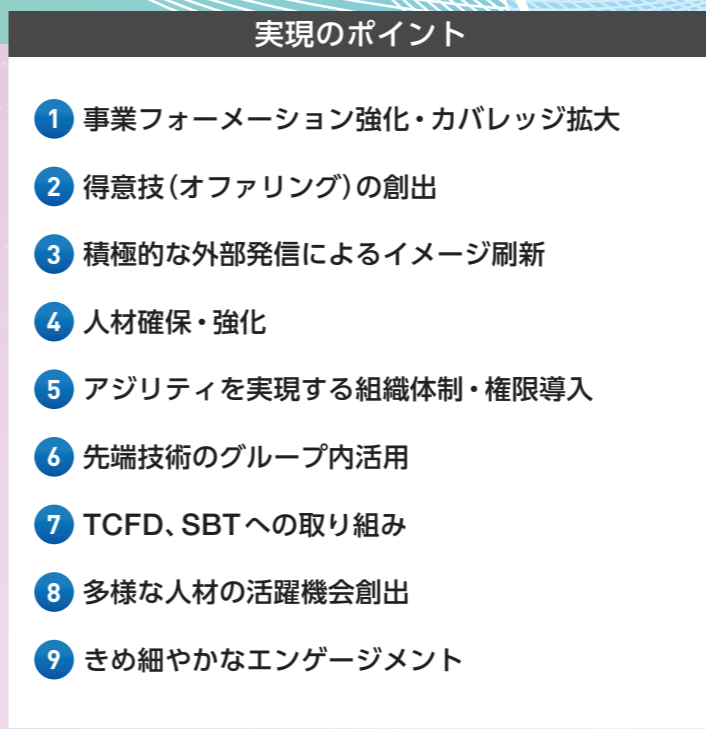 実現のポイント
1 事業フォーメーション強化・カバレッジ拡大
2 得意技（オファリング）の創出
3 積極的な外部発信によるイメージ刷新
4 人材確保・強化
5 アジリティを実現する組織体制・権限導入
6 先端技術のグループ内活用
7 TCFD、SBTへの取り組み
8 多様な人材の活躍機会創出
9 きめ細やかなエンゲージメント